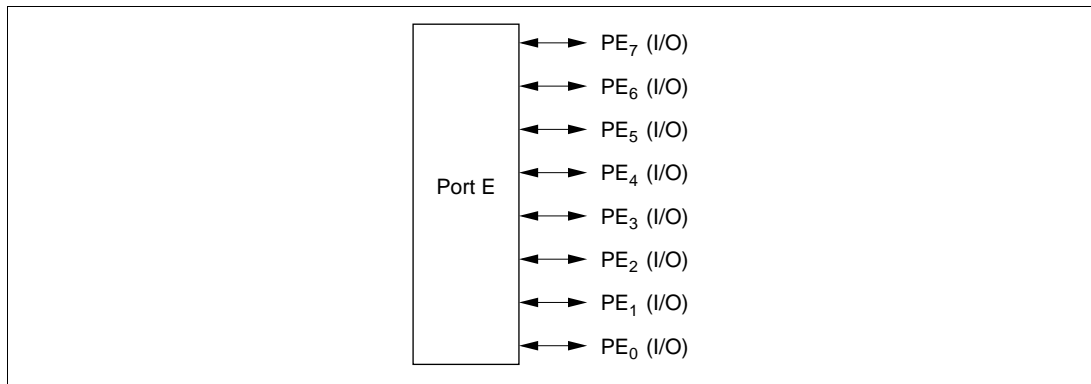 PE₇ (I/O)
PE₆ (I/O)
PE₅ (I/O)
PE₄ (I/O)
Port E
PE₃ (I/O)
PE₂ (I/O)
PE₁ (I/O)
PE₀ (I/O)